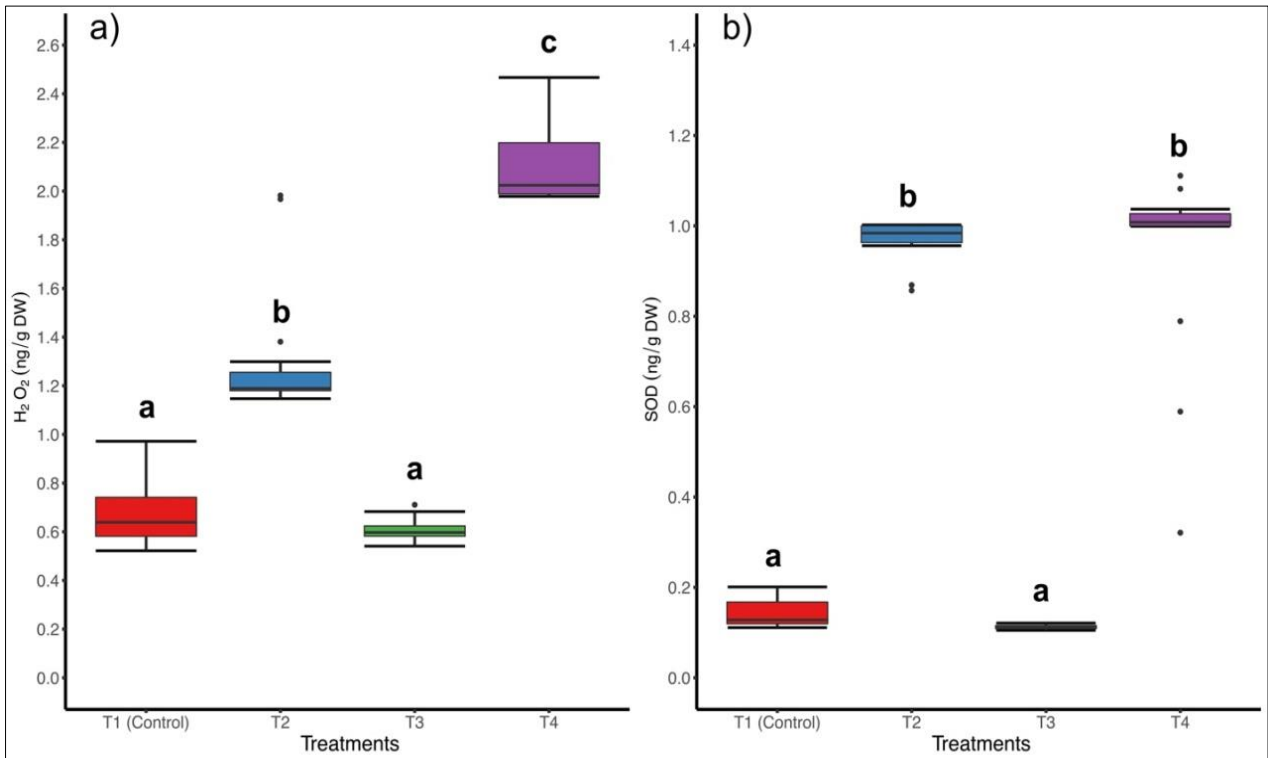 a)
c
b
a
a
2.6
2.4
2.2
2.0
1.8
1.6
1.4
1.2
1.0
0.8
0.6
0.4
0.2
0.0
H₂ O₂ (ng/g DW)
T1 (Control) T2 T3 T4
Treatments
b)
b
b
a
a
1.4
1.2
1.0
0.8
0.6
0.4
0.2
0.0
SOD (ng/g DW)
T1 (Control) T2 T3 T4
Treatments